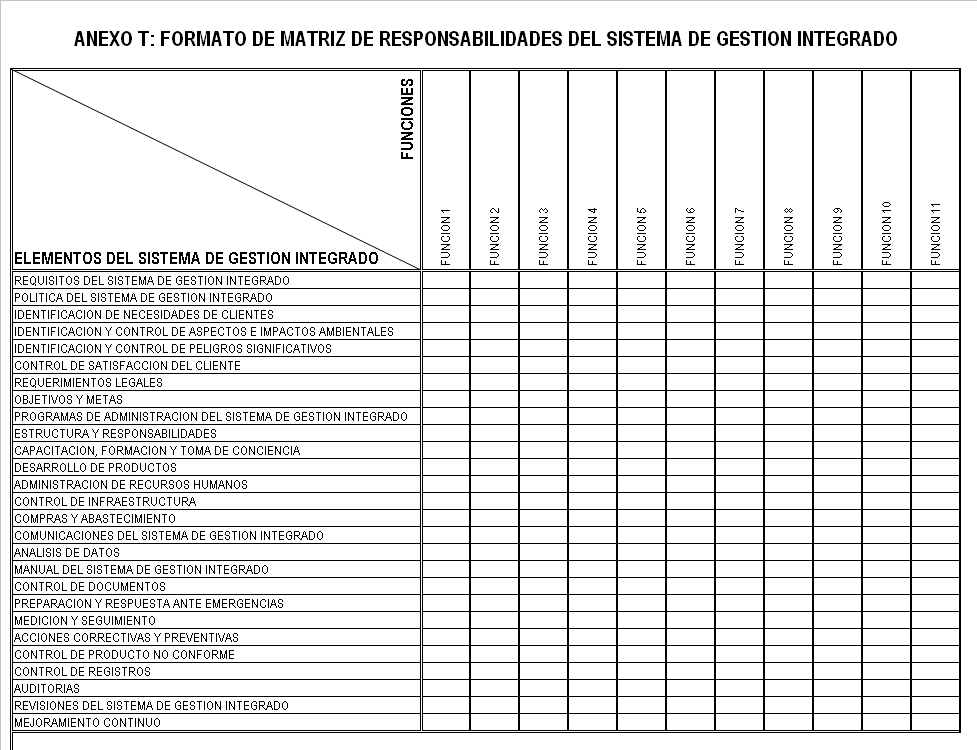 ANEXO T: FORMATO DE MATRIZ DE RESPONSABILIDADES DEL SISTEMA DE GESTION INTEGRADO
FUNCIONES
ELEMENTOS DEL SISTEMA DE GESTION INTEGRADO
FUNCION 1
FUNCION 2
FUNCION 3
FUNCION 4
FUNCION 5
FUNCION 6
FUNCION 7
FUNCION 8
FUNCION 9
FUNCION 10
FUNCION 11
REQUISITOS DEL SISTEMA DE GESTION INTEGRADO
POLITICA DEL SISTEMA DE GESTION INTEGRADO
IDENTIFICACION DE NECESIDADES DE CLIENTES
IDENTIFICACION Y CONTROL DE ASPECTOS E IMPACTOS AMBIENTALES
IDENTIFICACION Y CONTROL DE PELIGROS SIGNIFICATIVOS
CONTROL DE SATISFACCION DEL CLIENTE
REQUERIMIENTOS LEGALES
OBJETIVOS Y METAS
PROGRAMAS DE ADMINISTRACION DEL SISTEMA DE GESTION INTEGRADO
ESTRUCTURA Y RESPONSABILIDADES
CAPACITACION, FORMACION Y TOMA DE CONCIENCIA
DESARROLLO DE PRODUCTOS
ADMINISTRACION DE RECURSOS HUMANOS
CONTROL DE INFRAESTRUCTURA
COMPRAS Y ABASTECIMIENTO
COMUNICACIONES DEL SISTEMA DE GESTION INTEGRADO
ANALISIS DE DATOS
MANUAL DEL SISTEMA DE GESTION INTEGRADO
CONTROL DE DOCUMENTOS
PREPARACION Y RESPUESTA ANTE EMERGENCIAS
MEDICION Y SEGUIMIENTO
ACCIONES CORRECTIVAS Y PREVENTIVAS
CONTROL DE PRODUCTO NO CONFORME
CONTROL DE REGISTROS
AUDITORIAS
REVISIONES DEL SISTEMA DE GESTION INTEGRADO
MEJORAMIENTO CONTINUO